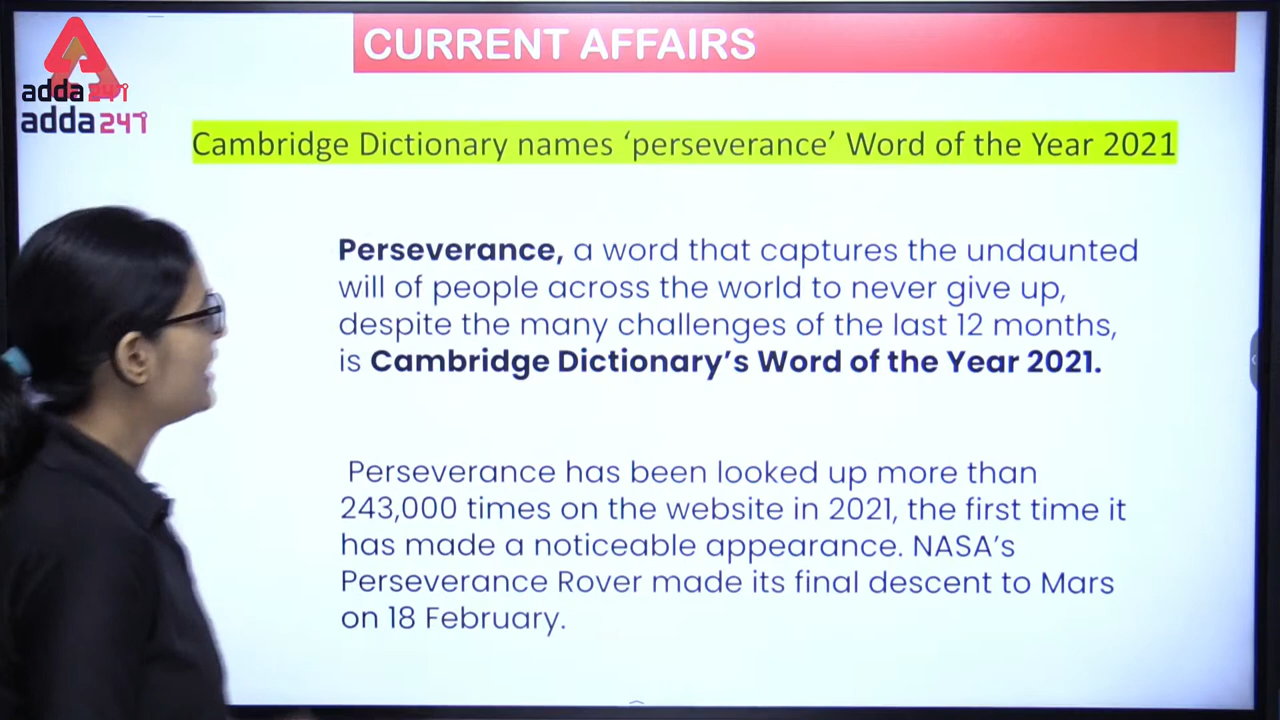 CURRENT AFFAIRS
adda247
adda247
Cambridge Dictionary names ‘perseverance’ Word of the Year 2021
Perseverance, a word that captures the undaunted
will of people across the world to never give up,
despite the many challenges of the last 12 months,
is Cambridge Dictionary’s Word of the Year 2021.
Perseverance has been looked up more than
243,000 times on the website in 2021, the first time it
has made a noticeable appearance. NASA’s
Perseverance Rover made its final descent to Mars
on 18 February.